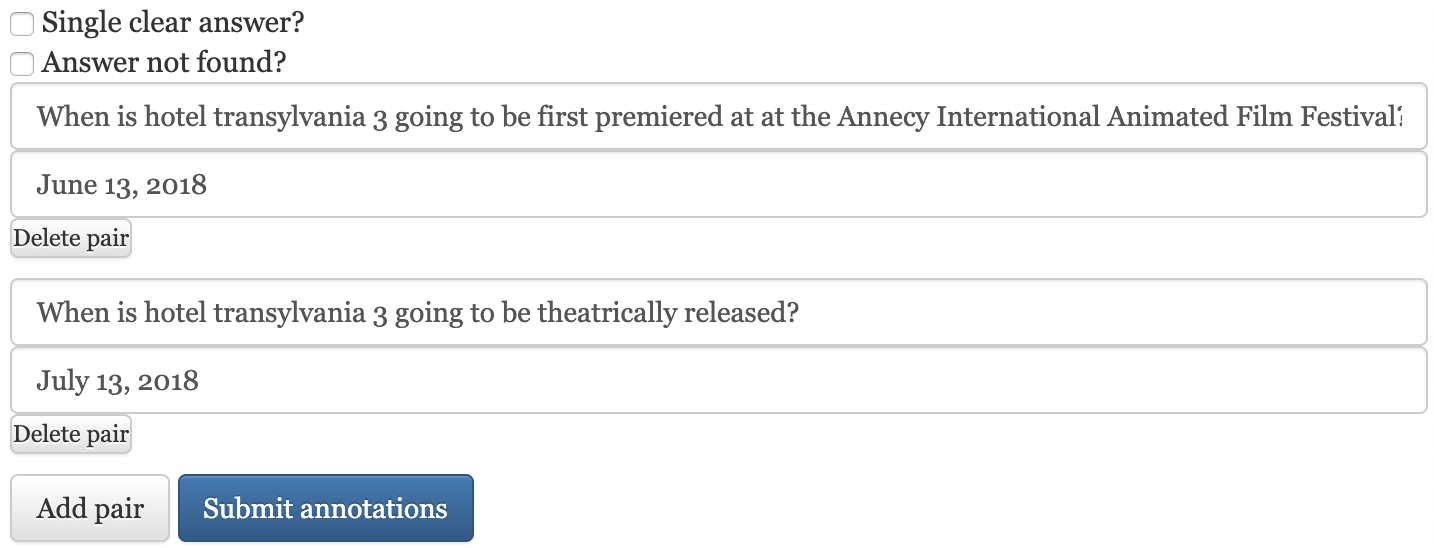 Single clear answer?
Answer not found?
When is hotel transylvania 3 going to be first premiered at at the Annecy International Animated Film Festival?
June 13, 2018
Delete pair
When is hotel transylvania 3 going to be theatrically released?
July 13, 2018
Delete pair
Add pair Submit annotations